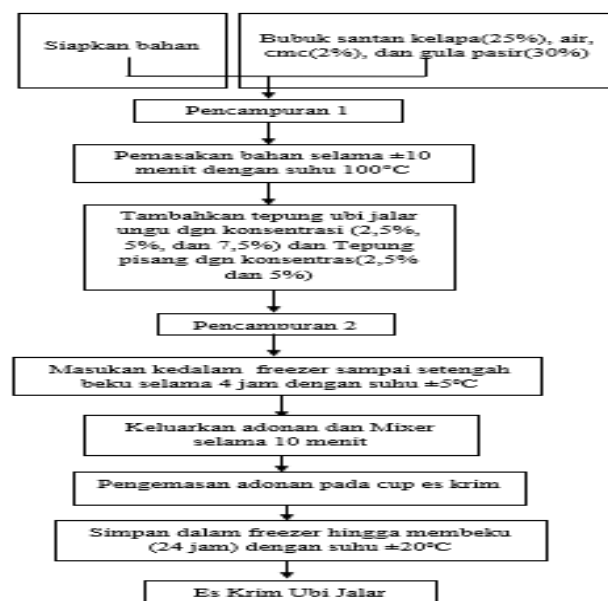 Siapkan bahan
Bubuk santan kelapa(25%), air,
cmc(2%), dan gula pasir(30%)
Pencampuran 1
Pemasakan bahan selama ±10
menit dengan suhu 100°C
Tambahkan tepung ubi jalar
ungu dgn konsentrasi (2,5%,
5%, dan 7,5%) dan Tepung
pisang dgn konsentras(2,5%
dan 5%)
Pencampuran 2
Masukan kedalam freezer sampai setengah
beku selama 4 jam dengan suhu ±5°C
Keluarkan adonan dan Mixer
selama 10 menit
Pengemasan adonan pada cup es krim
Simpan dalam freezer hingga membeku
(24 jam) dengan suhu ±20°C
Es Krim Ubi Jalar